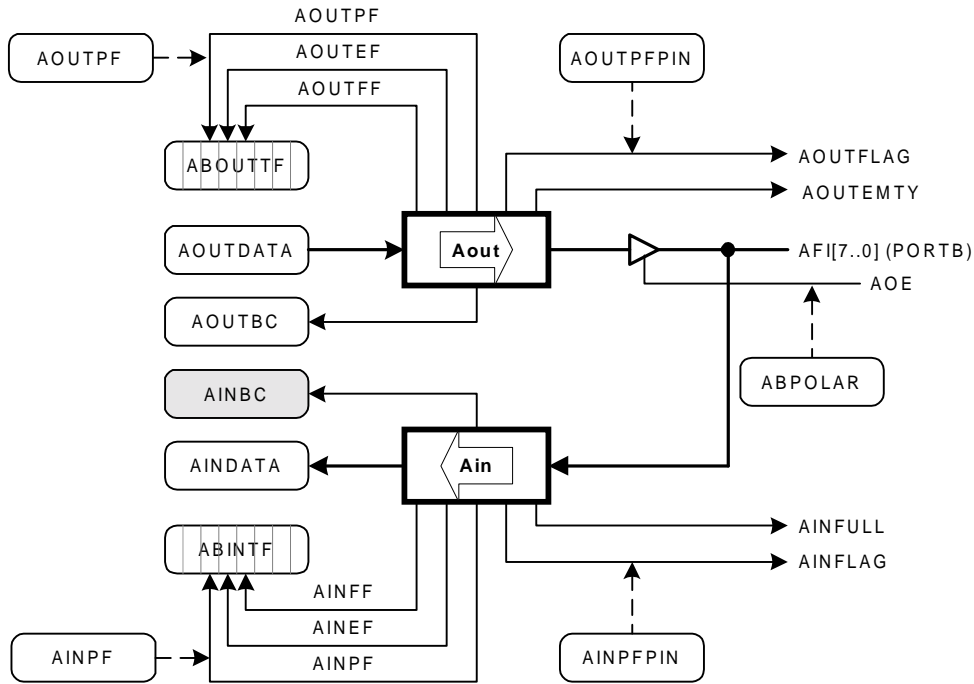 AOUTPF
AOUTPF
AOUTEF
AOUTFF
AOUTPFPIN
ABOUTTF
AOUTFLAG
AOUTEMTY
AOUTDATA
Aout
AFI[7..0] (PORTB)
AOE
AOUTBC
ABPOLAR
AINBC
AINDATA
Ain
AINFULL
ABINTF
AINFLAG
AINFF
AINEF
AINPF
AINPF
AINPFPIN